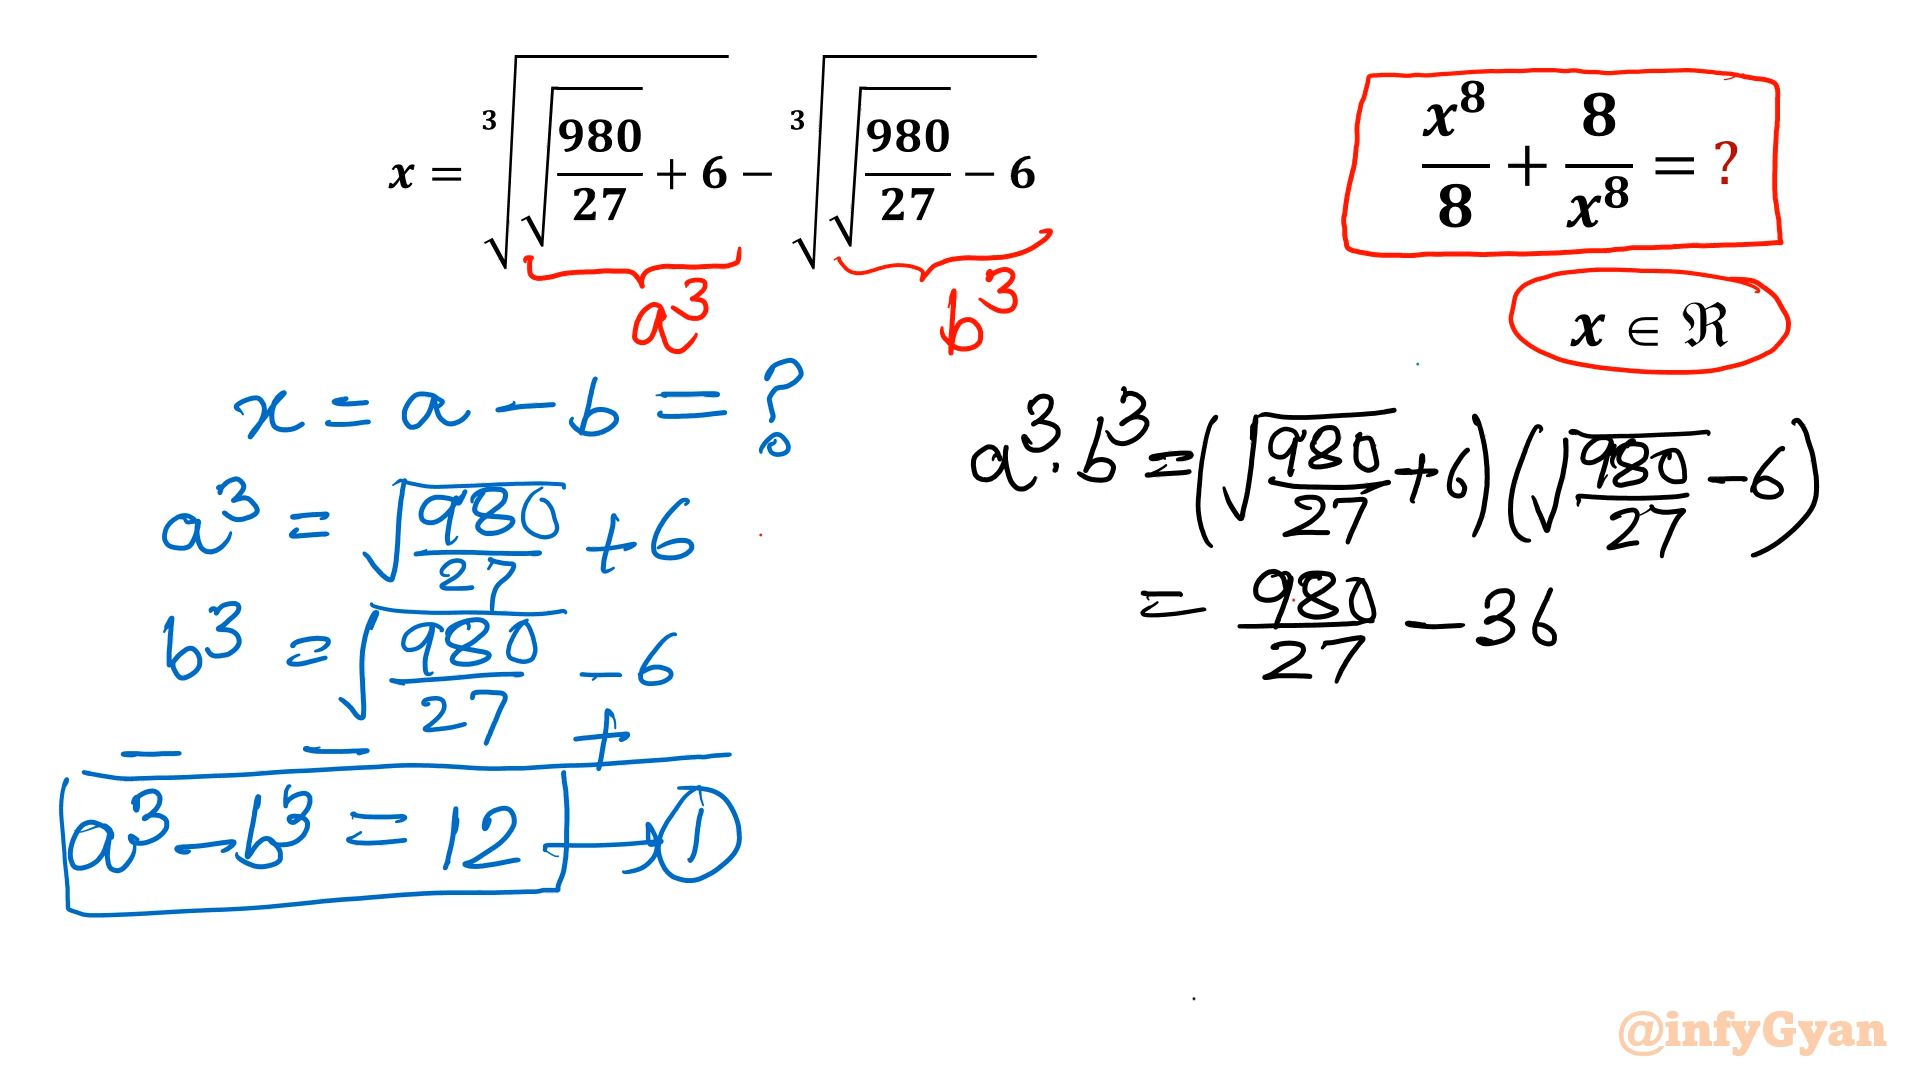 x = ∛(√(980/27) + 6) − ∛(√(980/27) − 6)
x⁸/8 + 8/x⁸ = ?
a³ b³
x ∈ ℜ
x = a − b = ?
a³ = √(980/27) + 6
b³ = √(980/27) − 6
− − +
a³ − b³ = 12 → ①
a³· b³ = (√(980/27) + 6)(√(980/27) − 6)
= 980/27 − 36
@infyGyan